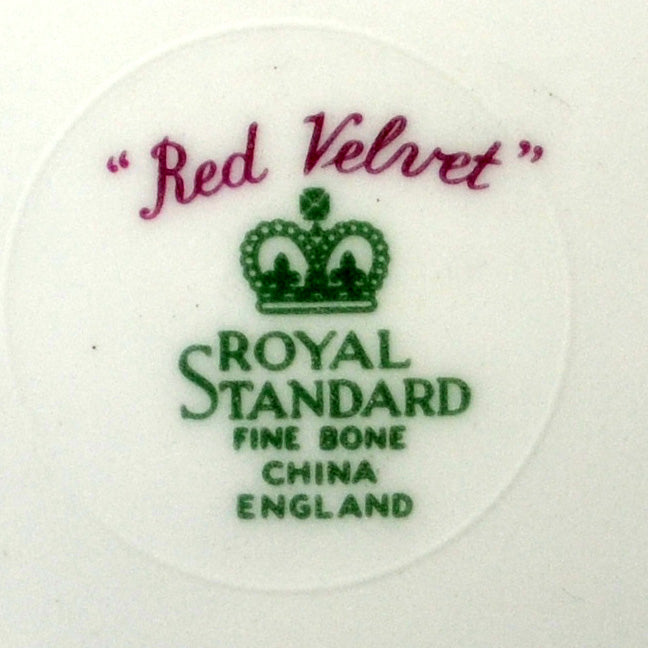 "Red Velvet"
ROYAL
STANDARD
FINE BONE
CHINA
ENGLAND